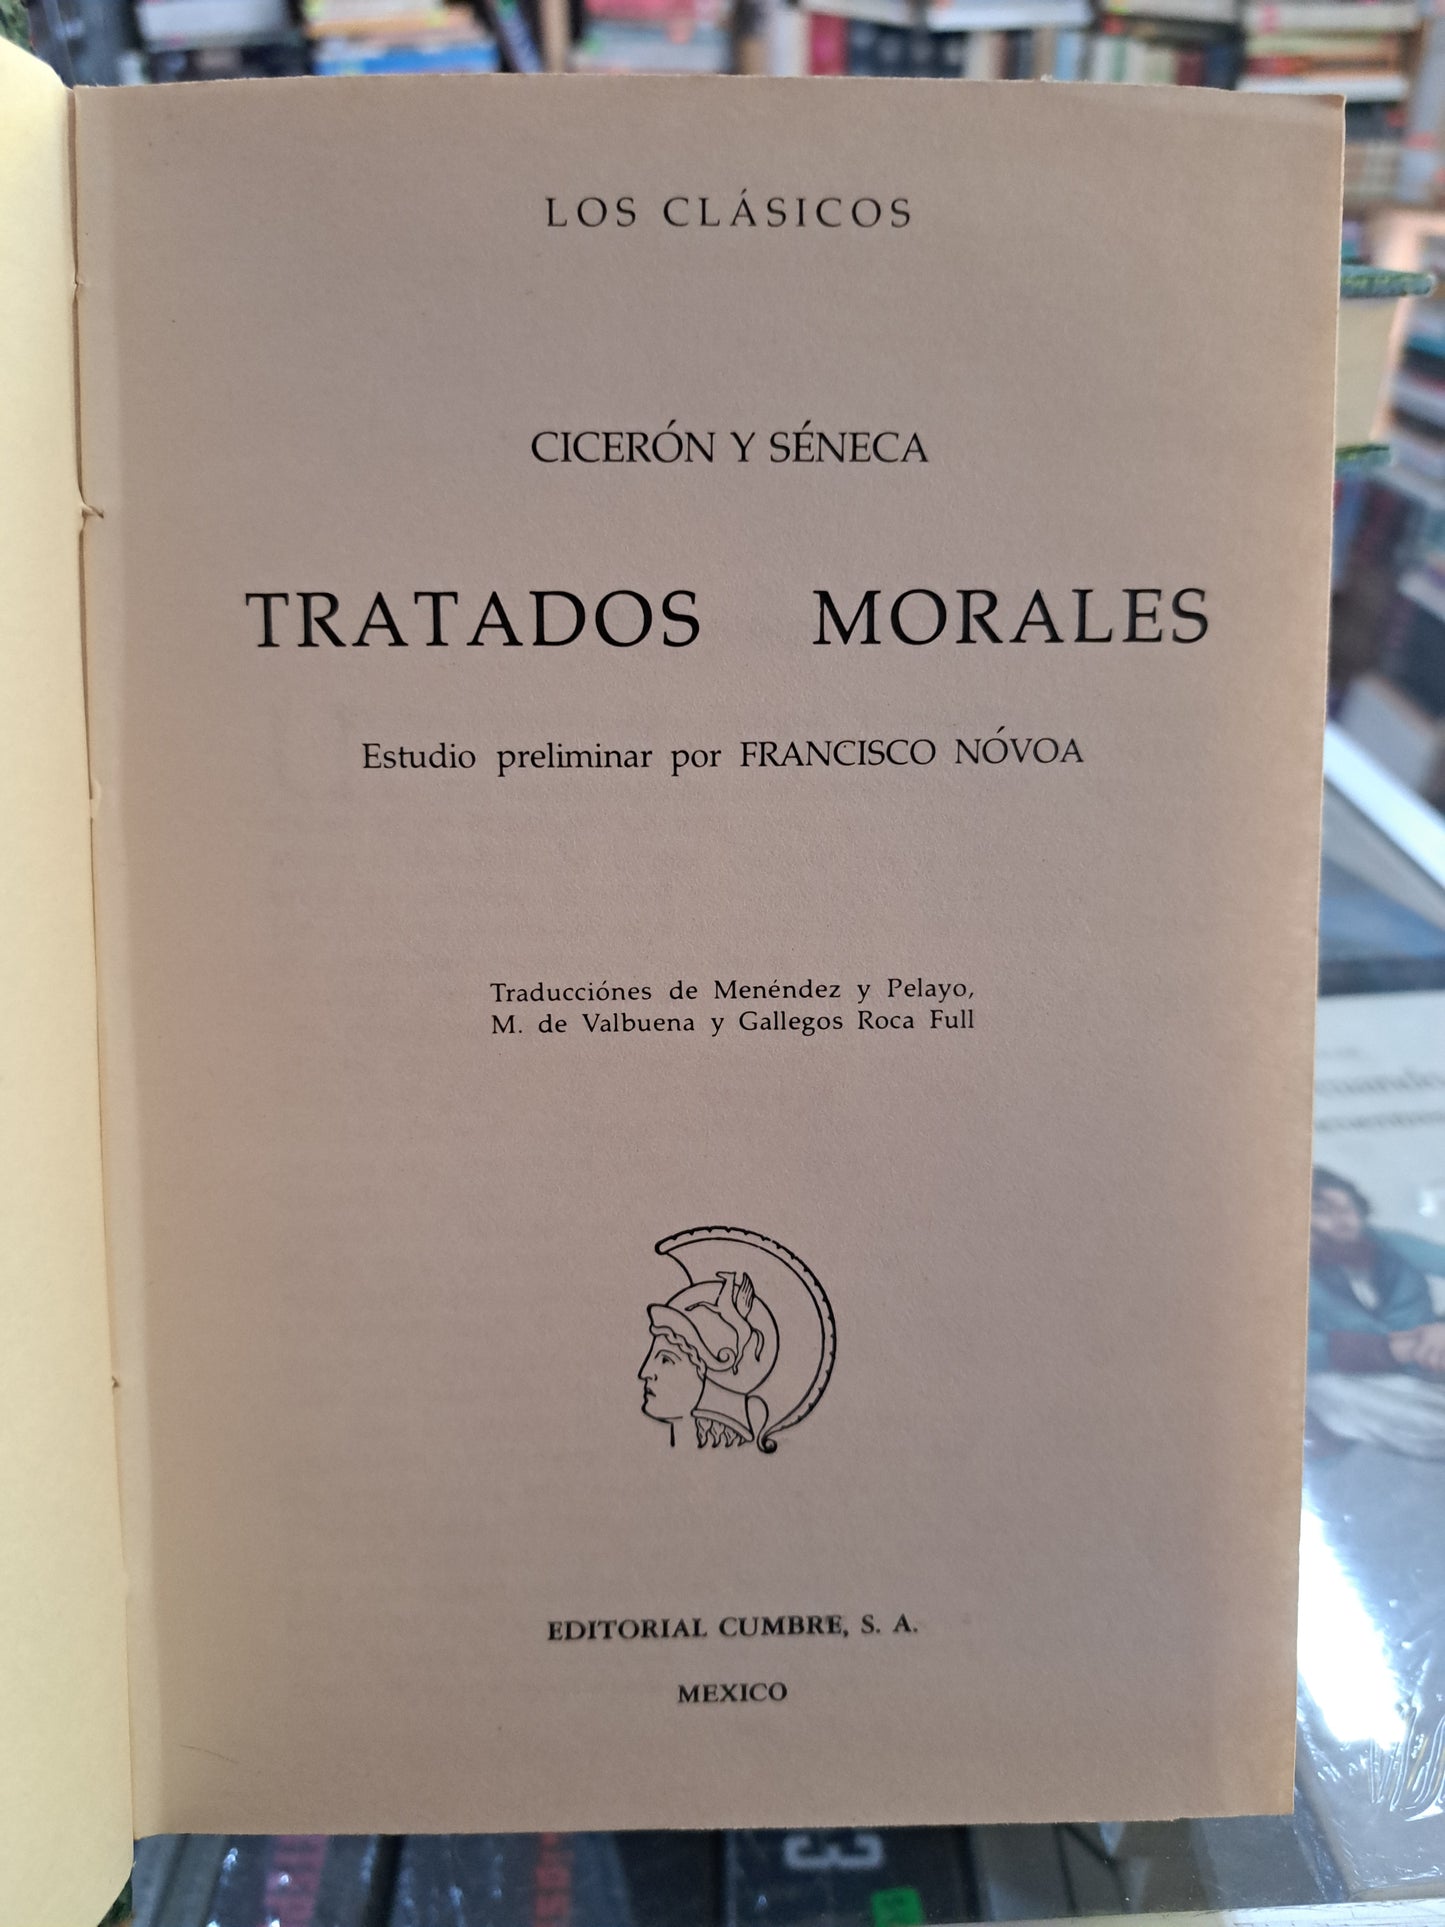 LOS CLÁSICOS
CICERÓN Y SÉNECA
TRATADOS MORALES
Estudio preliminar por FRANCISCO NÓVOA
Traducciónes de Menéndez y Pelayo,
M. de Valbuena y Gallegos Roca Full
EDITORIAL CUMBRE, S. A.
MEXICO